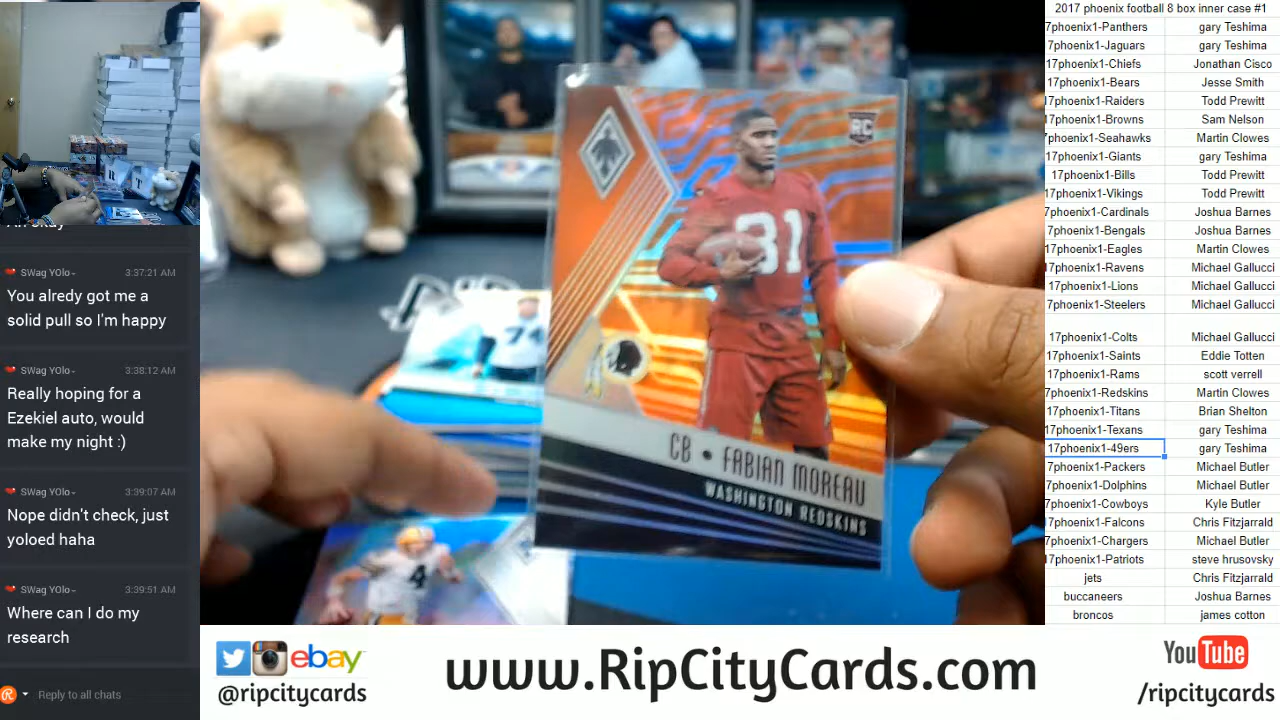 An okay
SWag YOlo~ 3:37:21 AM
You alredy got me a
solid pull so I'm happy
SWag YOlo~ 3:38:12 AM
Really hoping for a
Ezekiel auto, would
make my night :)
SWag YOlo~ 3:39:07 AM
Nope didn't check, just
yoloed haha
SWag YOlo~ 3:39:51 AM
Where can I do my
research
Reply to all chats
RC
81
CB • FABIAN MOREAU
WASHINGTON REDSKINS
74
4
2017 phoenix football 8 box inner case #1
7phoenix1-Panthers gary Teshima
7phoenix1-Jaguars gary Teshima
17phoenix1-Chiefs Jonathan Cisco
17phoenix1-Bears Jesse Smith
17phoenix1-Raiders Todd Prewitt
17phoenix1-Browns Sam Nelson
7phoenix1-Seahawks Martin Clowes
17phoenix1-Giants gary Teshima
17phoenix1-Bills Todd Prewitt
17phoenix1-Vikings Todd Prewitt
7phoenix1-Cardinals Joshua Barnes
7phoenix1-Bengals Joshua Barnes
17phoenix1-Eagles Martin Clowes
17phoenix1-Ravens Michael Gallucci
17phoenix1-Lions Michael Gallucci
7phoenix1-Steelers Michael Gallucci
17phoenix1-Colts Michael Gallucci
17phoenix1-Saints Eddie Totten
17phoenix1-Rams scott verrell
7phoenix1-Redskins Martin Clowes
17phoenix1-Titans Brian Shelton
17phoenix1-Texans gary Teshima
17phoenix1-49ers gary Teshima
7phoenix1-Packers Michael Butler
7phoenix1-Dolphins Michael Butler
7phoenix1-Cowboys Kyle Butler
17phoenix1-Falcons Chris Fitzjarrald
7phoenix1-Chargers Michael Butler
17phoenix1-Patriots steve hrusovsky
jets Chris Fitzjarrald
buccaneers Joshua Barnes
broncos james cotton
ebay
@ripcitycards
www.RipCityCards.com
YouTube
/ripcitycards